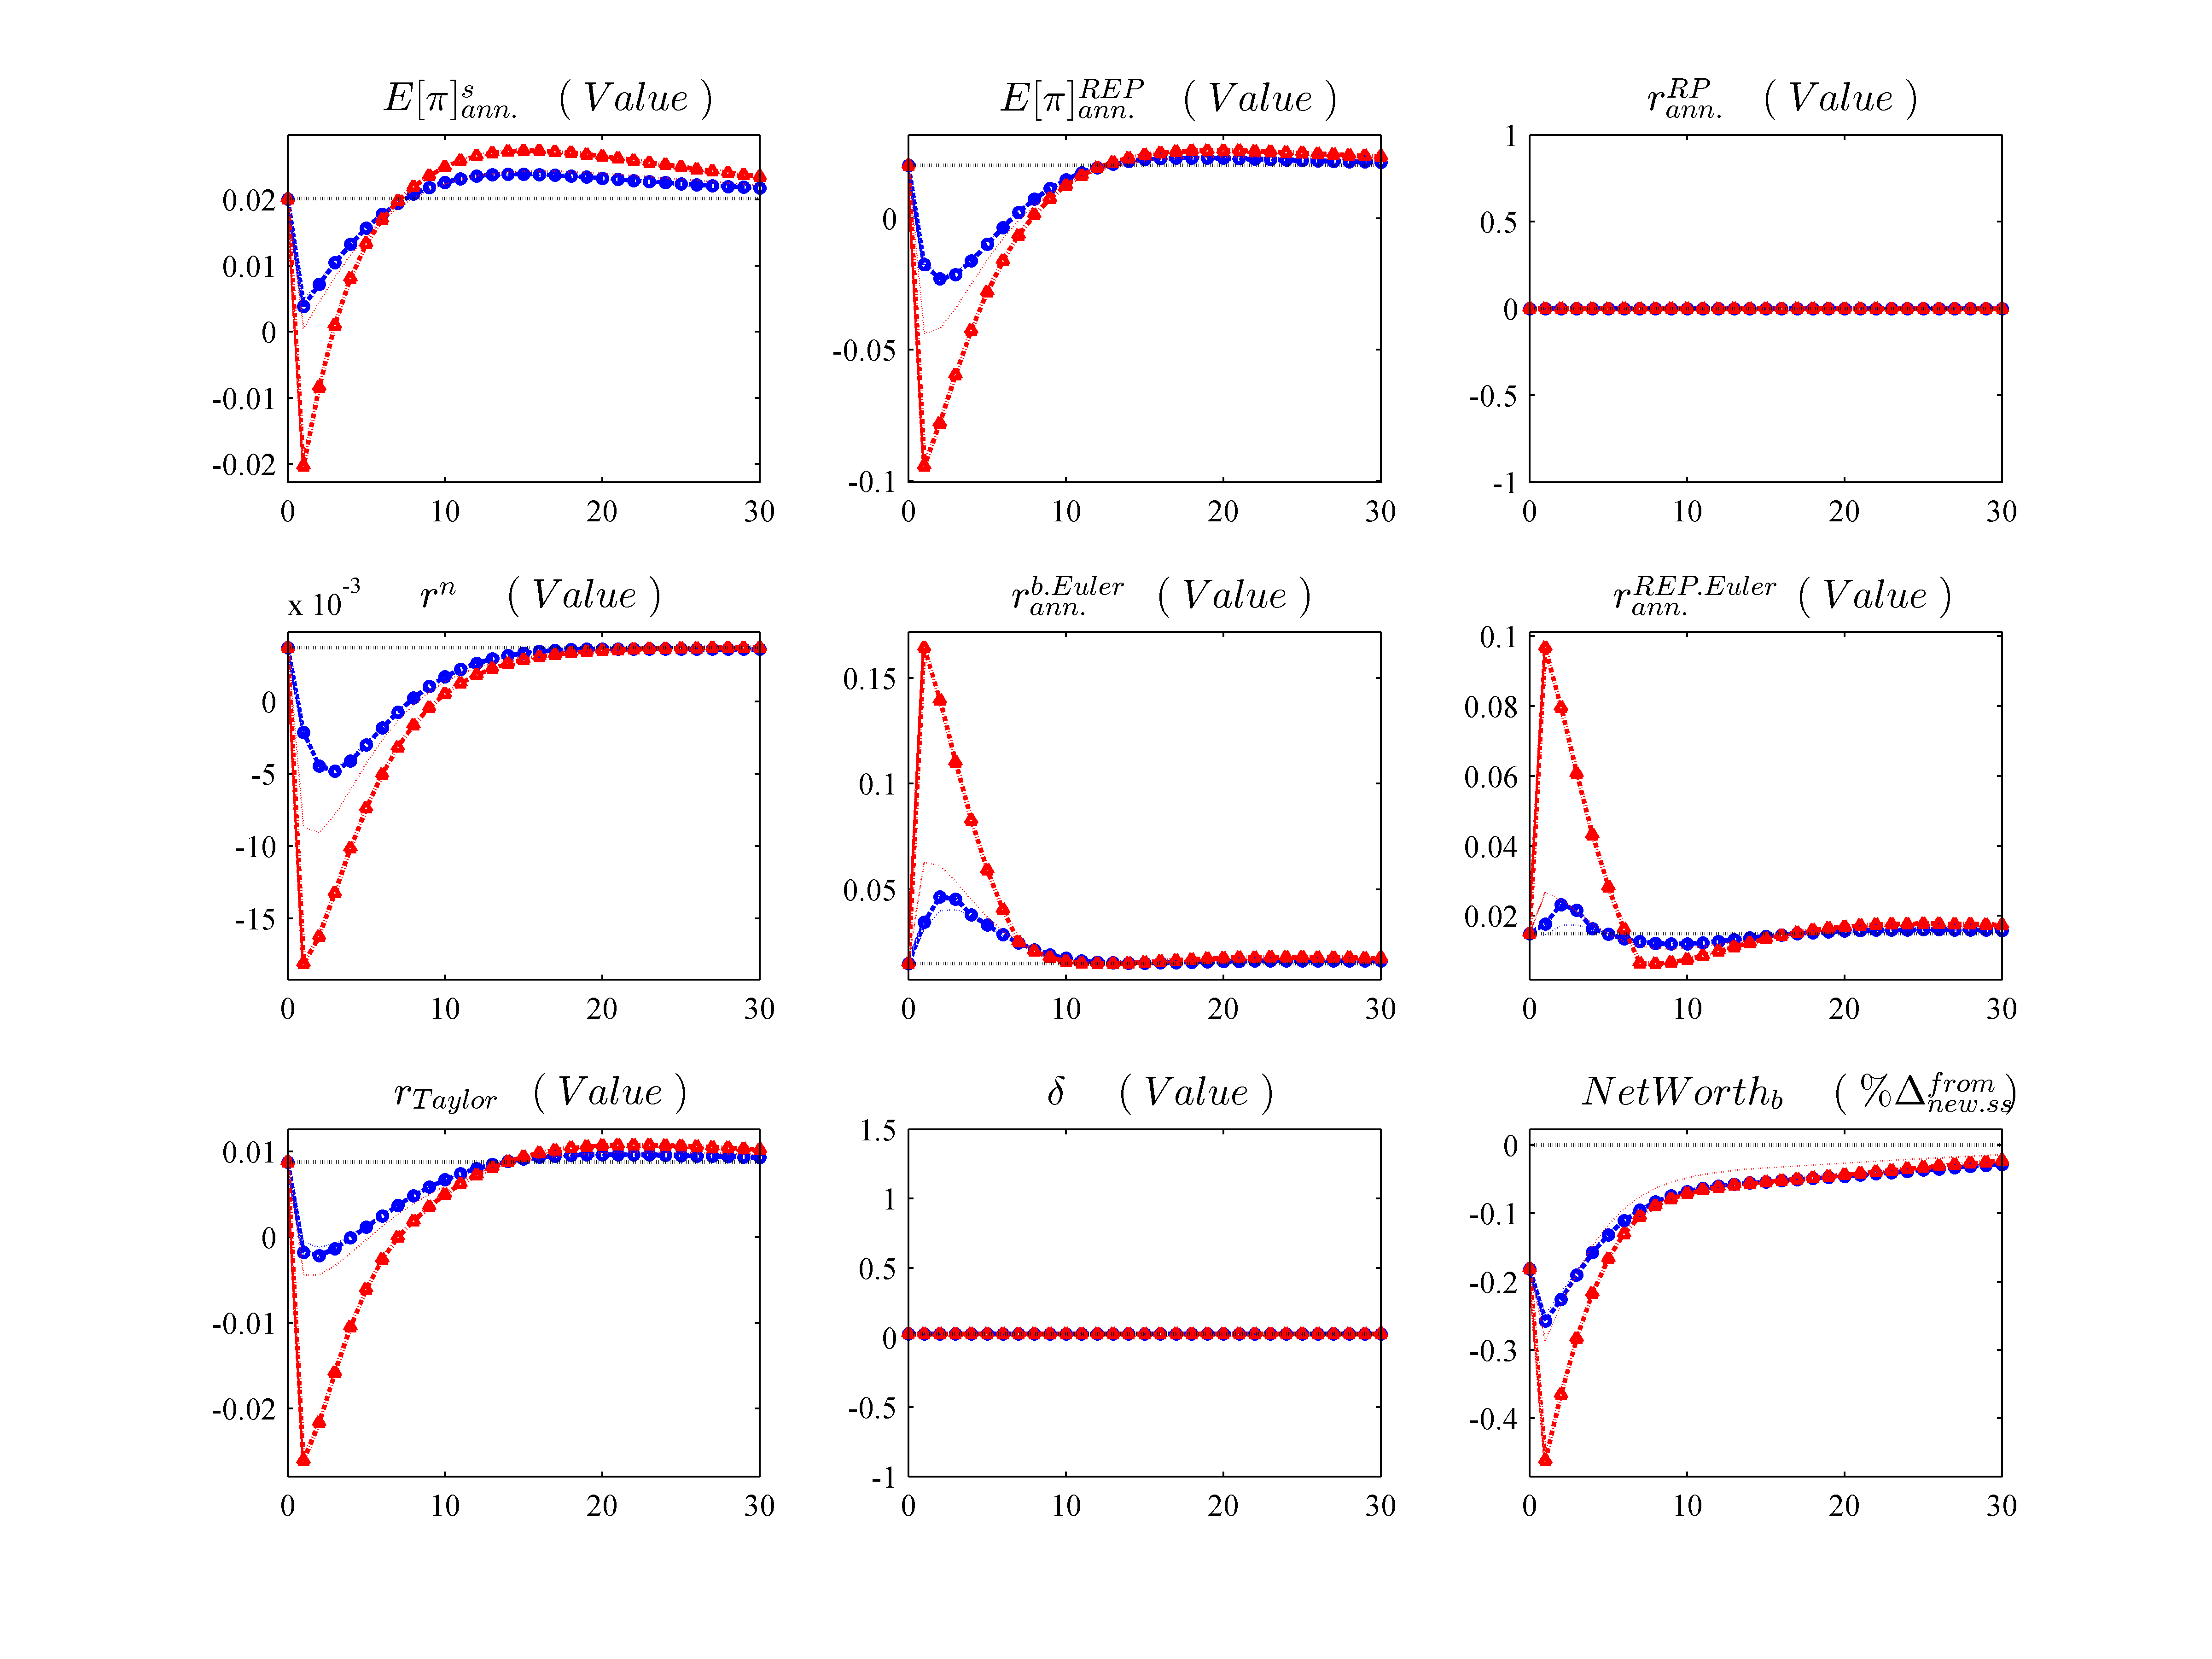 E[π]^s_ann. ( Value )
0.02
0.01
0
-0.01
-0.02
0 10 20 30
E[π]^REP_ann. ( Value )
0
-0.05
-0.1
0 10 20 30
r^RP_ann. ( Value )
1
0.5
0
-0.5
-1
0 10 20 30
x 10^-3 r^n ( Value )
0
-5
-10
-15
0 10 20 30
r^b.Euler_ann. ( Value )
0.15
0.1
0.05
0 10 20 30
r^REP.Euler_ann. ( Value )
0.1
0.08
0.06
0.04
0.02
0 10 20 30
r_Taylor ( Value )
0.01
0
-0.01
-0.02
0 10 20 30
δ ( Value )
1.5
1
0.5
0
-0.5
-1
0 10 20 30
NetWorth_b ( %Δ^from_new.ss )
0
-0.1
-0.2
-0.3
-0.4
0 10 20 30